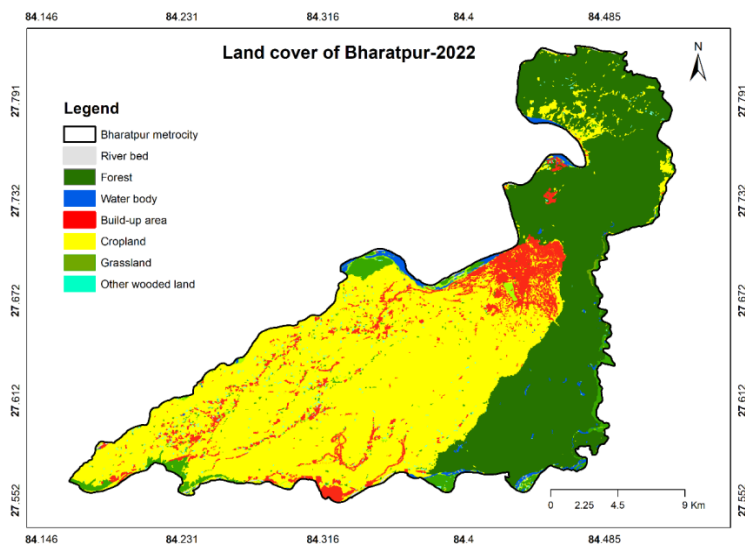 84.146 84.231 84.316 84.4 84.485
Land cover of Bharatpur-2022
N
27.791 27.791
Legend
Bharatpur metrocity
River bed
Forest
27.732 27.732
Water body
Build-up area
Cropland
Grassland
Other wooded land
27.672 27.672
27.612 27.612
27.552 27.552
0 2.25 4.5 9 Km
84.146 84.231 84.316 84.4 84.485